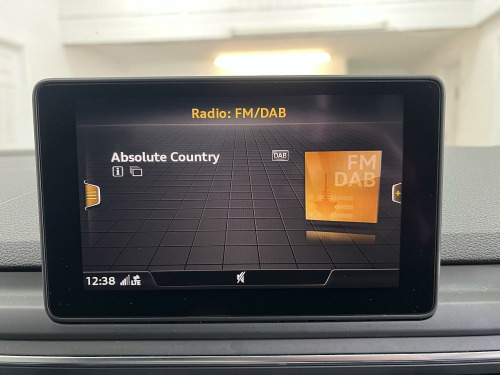 Radio: FM/DAB
Absolute Country
DAB
i
FM
DAB
12:38
LTE